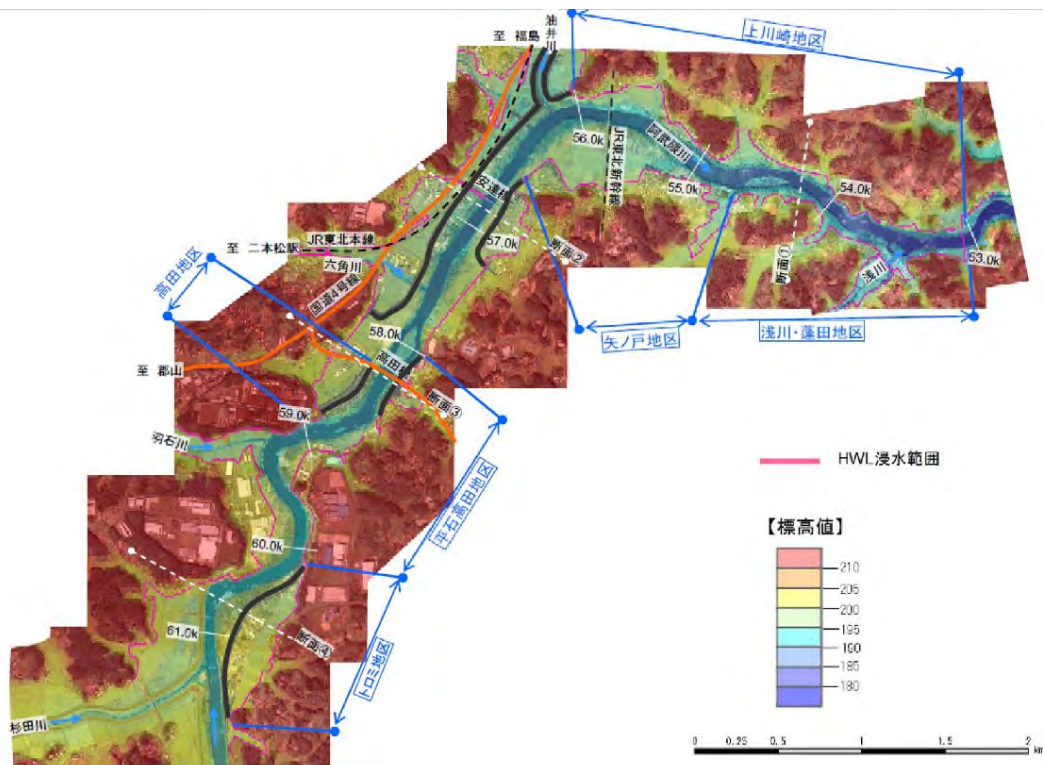 至 福島
油井川
上川崎地区
56.0k
JR東北新幹線
阿武隈川
55.0k
54.0k
53.0k
断面①
浅川
安達橋
57.0k
断面②
至 二本松駅
JR東北本線
六角川
国道4号線
高田地区
58.0k
矢ノ戸地区
浅川・蓬田地区
至 郡山
高田橋
断面③
59.0k
羽石川
平石高田地区
HWL浸水範囲
【標高値】
210
205
200
195
190
185
180
60.0k
断面④
61.0k
トロミ地区
杉田川
0 0.25 0.5 1 1.5 2
km